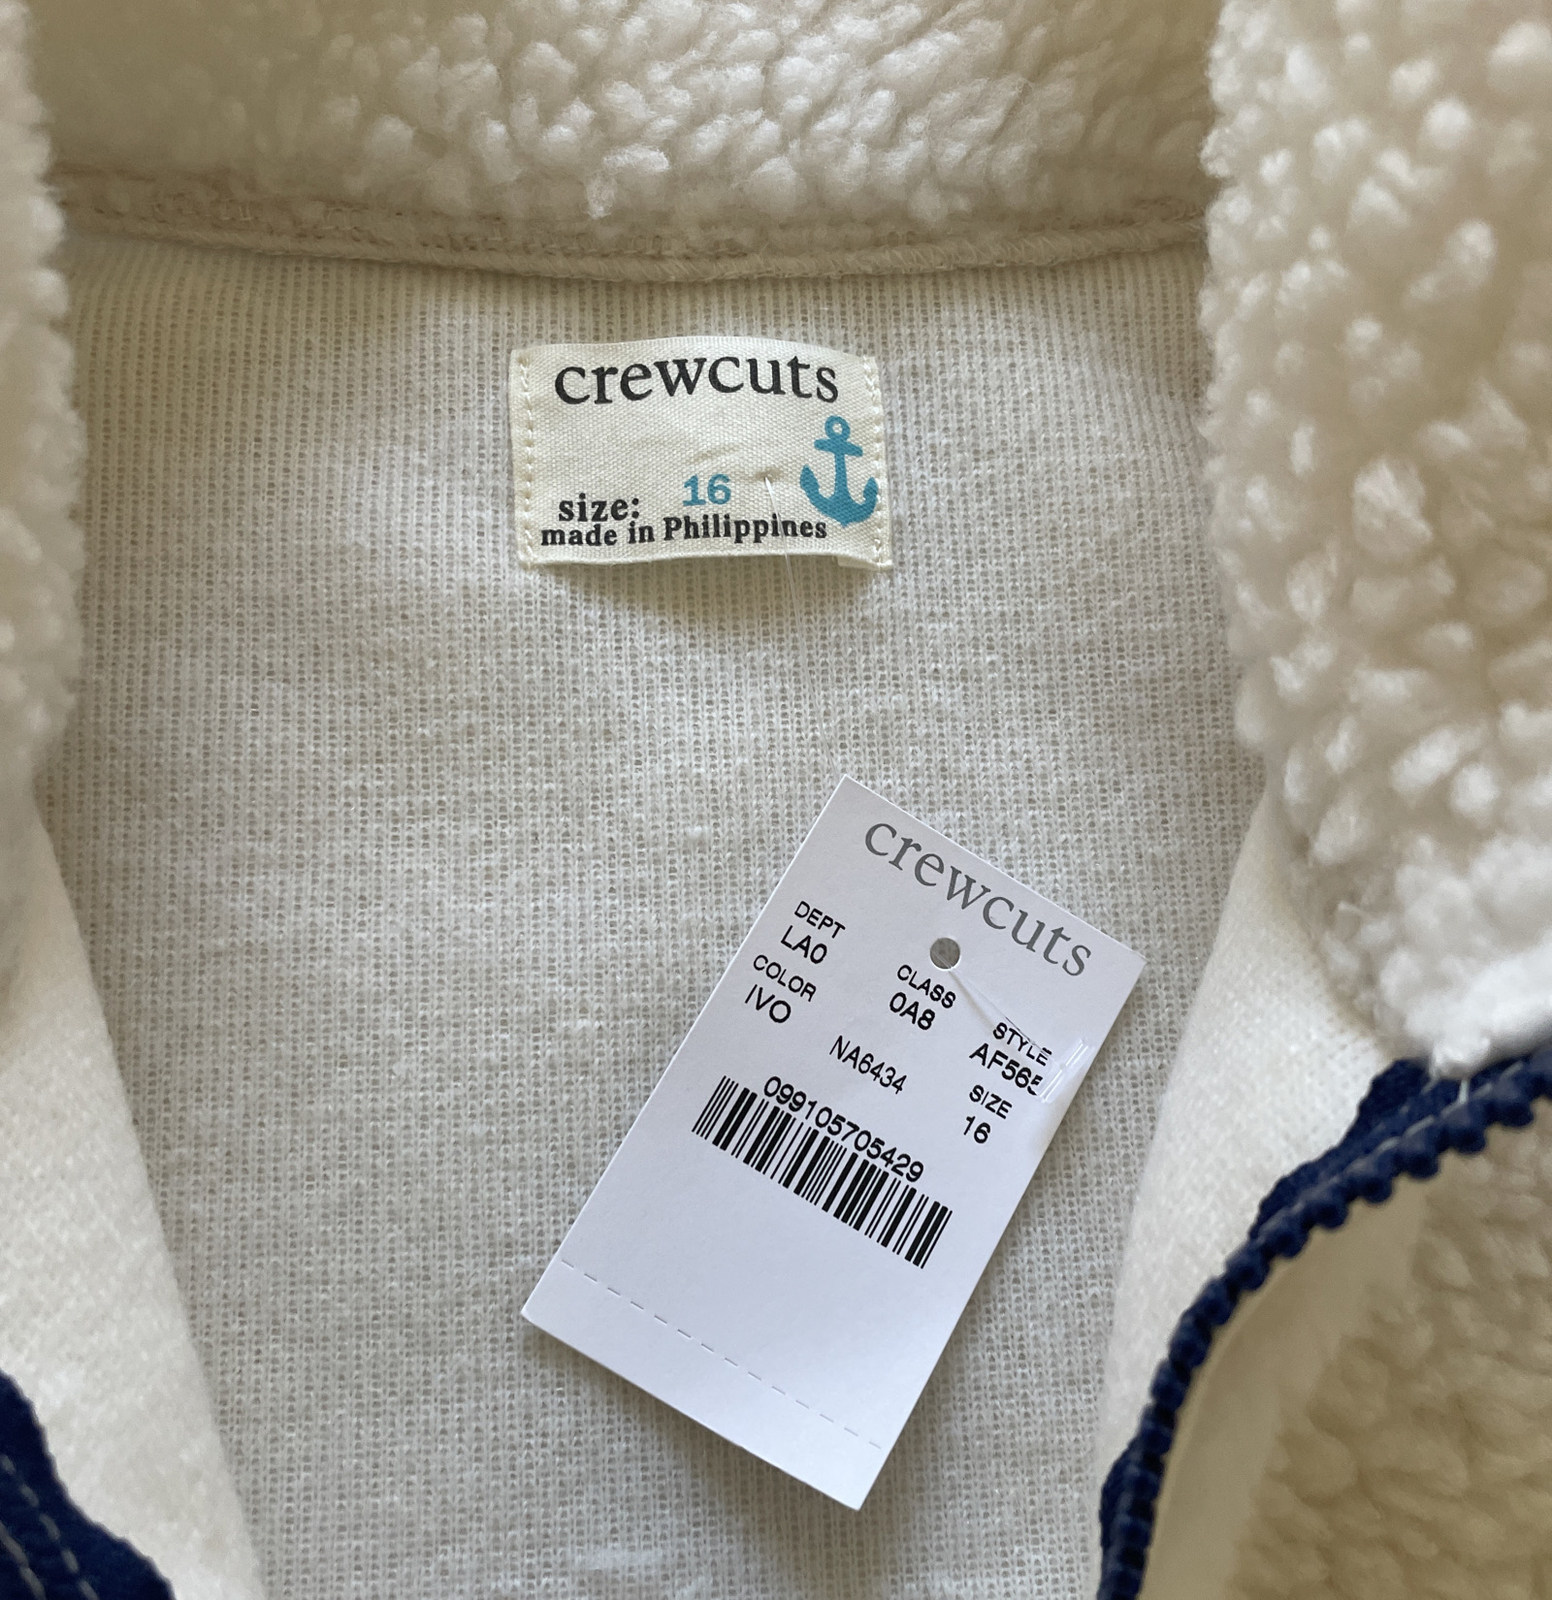 crewcuts
size: 16
made in Philippines
crewcuts
DEPT CLASS STYLE
LA0 0A8
COLOR SIZE
IVO NA6434 16
099105705429